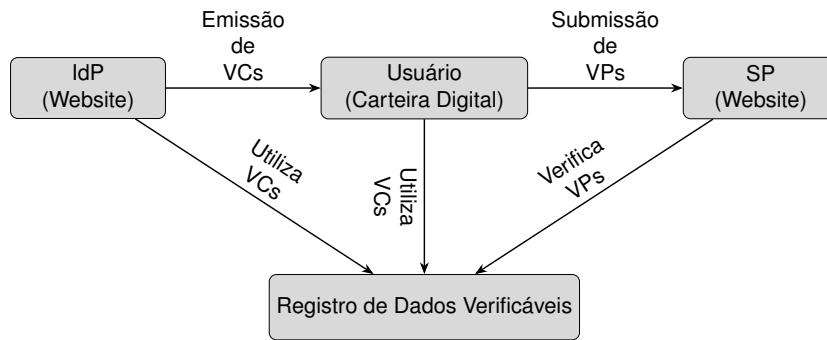 Emissão
de
VCs
Submissão
de
VPs
IdP
(Website)
Usuário
(Carteira Digital)
SP
(Website)
Utiliza
VCs
Utiliza
VCs
Verifica
VPs
Registro de Dados Verificáveis